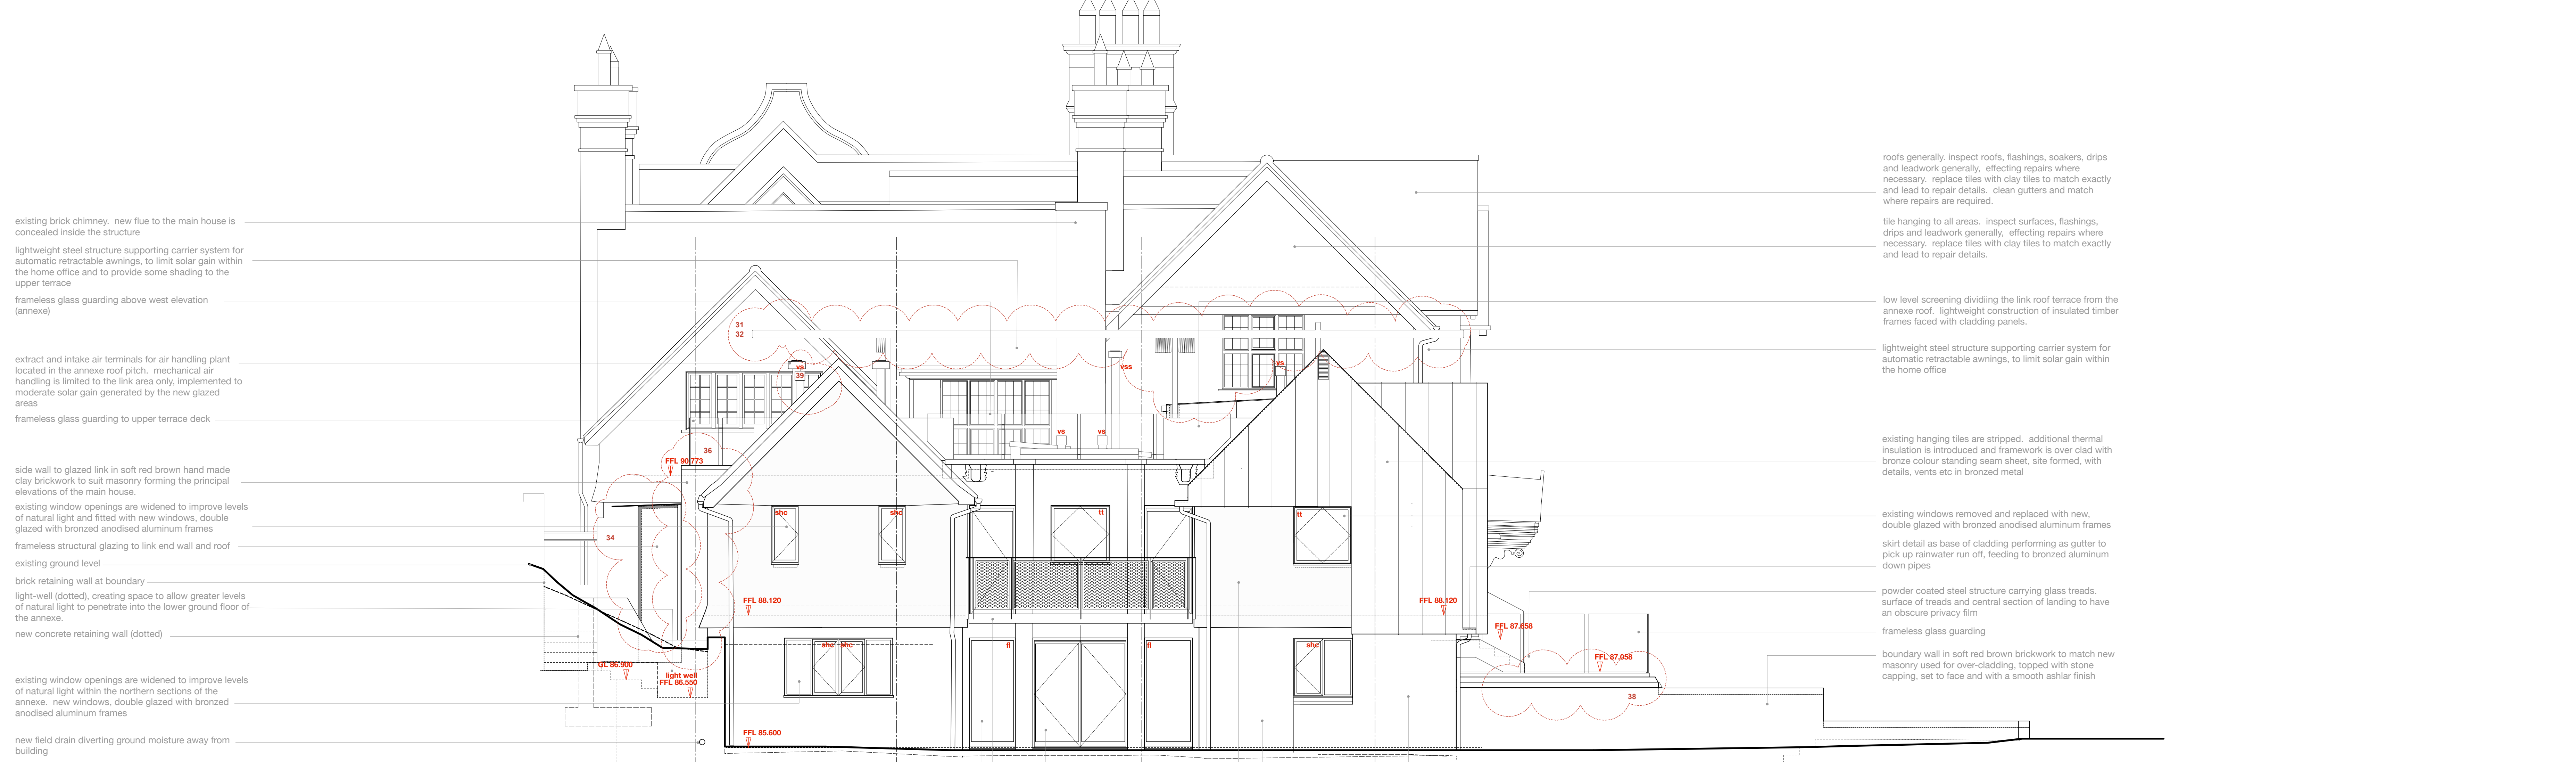 existing brick chimney.  new flue to the main house is
concealed inside the structure
lightweight steel structure supporting carrier system for
automatic retractable awnings, to limit solar gain within
the home office and to provide some shading to the
upper terrace
frameless glass guarding above west elevation
(annexe)
extract and intake air terminals for air handling plant
located in the annexe roof pitch.  mechanical air
handling is limited to the link area only, implemented to
moderate solar gain generated by the new glazed
areas
frameless glass guarding to upper terrace deck
side wall to glazed link in soft red brown hand made
clay brickwork to suit masonry forming the principal
elevations of the main house.
existing window openings are widened to improve levels
of natural light and fitted with new windows, double
glazed with bronzed anodised aluminum frames
frameless structural glazing to link end wall and roof
existing ground level
brick retaining wall at boundary
light-well (dotted), creating space to allow greater levels
of natural light to penetrate into the lower ground floor of
the annexe.
new concrete retaining wall (dotted)
existing window openings are widened to improve levels
of natural light within the northern sections of the
annexe.  new windows, double glazed with bronzed
anodised aluminum frames
new field drain diverting ground moisture away from
building
31
32
vs
39
vss
vs
vs
vs
36
FFL 90.773
34
shc
shc
tt
tt
FFL 88.120
FFL 88.120
shc
shc
fl
fl
shc
GL 86.900
light well
FFL 86.550
FFL 85.600
FFL 87.658
FFL 87.058
38
roofs generally. inspect roofs, flashings, soakers, drips
and leadwork generally,  effecting repairs where
necessary.  replace tiles with clay tiles to match exactly
and lead to repair details.  clean gutters and match
where repairs are required.
tile hanging to all areas.  inspect surfaces, flashings,
drips and leadwork generally,  effecting repairs where
necessary.  replace tiles with clay tiles to match exactly
and lead to repair details.
low level screening dividiing the link roof terrace from the
annexe roof.  lightweight construction of insulated timber
frames faced with cladding panels.
lightweight steel structure supporting carrier system for
automatic retractable awnings, to limit solar gain within
the home office
existing hanging tiles are stripped.  additional thermal
insulation is introduced and framework is over clad with
bronze colour standing seam sheet, site formed, with
details, vents etc in bronzed metal
existing windows removed and replaced with new,
double glazed with bronzed anodised aluminum frames
skirt detail as base of cladding performing as gutter to
pick up rainwater run off, feeding to bronzed aluminum
down pipes
powder coated steel structure carrying glass treads.
surface of treads and central section of landing to have
an obscure privacy film
frameless glass guarding
boundary wall in soft red brown brickwork to match new
masonry used for over-cladding, topped with stone
capping, set to face and with a smooth ashlar finish